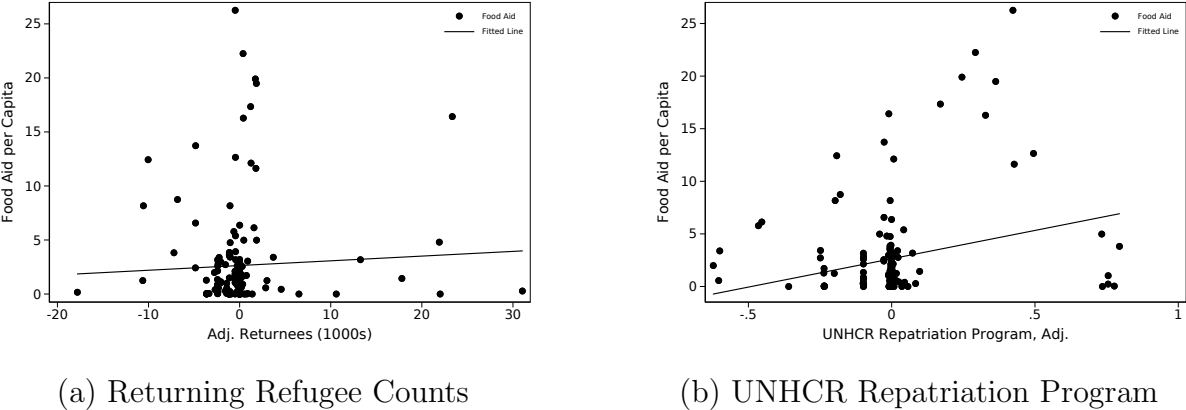 25
20
15
10
5
0
Food Aid per Capita
-20
-10
0
10
20
30
Adj. Returnees (1000s)
Food Aid
Fitted Line
(a) Returning Refugee Counts
25
20
15
10
5
0
Food Aid per Capita
-.5
0
.5
1
UNHCR Repatriation Program, Adj.
Food Aid
Fitted Line
(b) UNHCR Repatriation Program